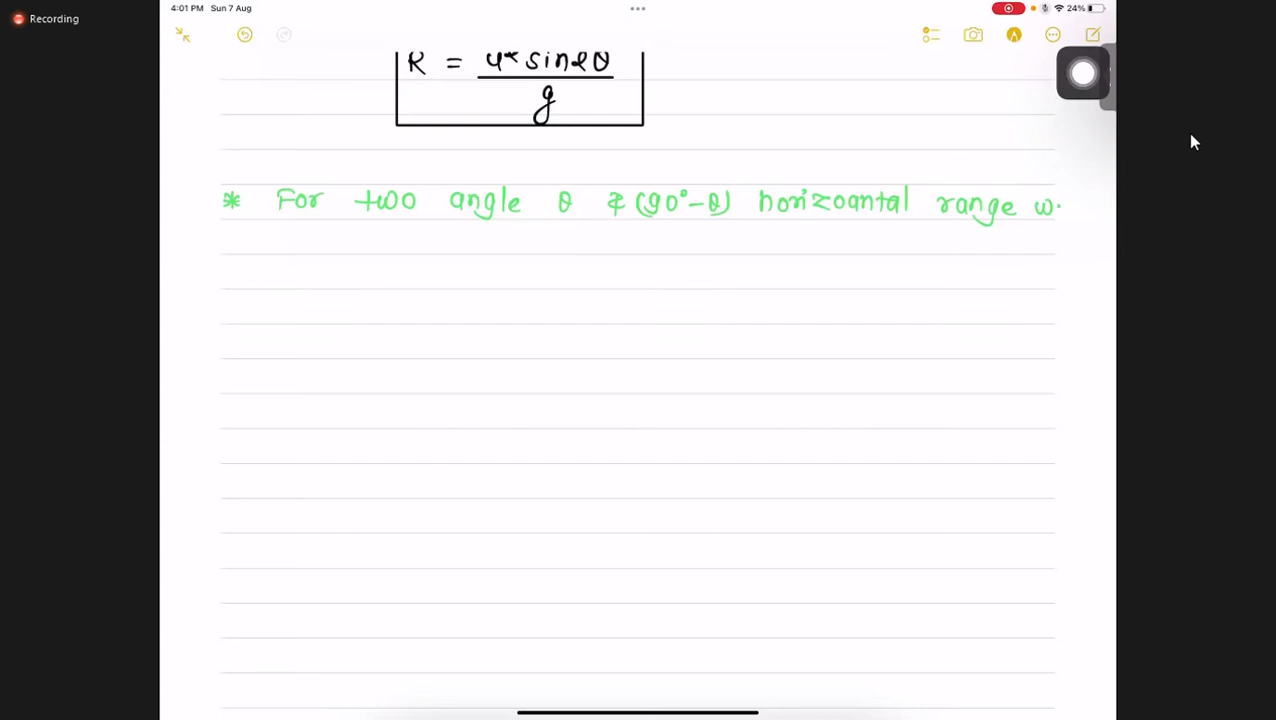 Recording
4:01 PM Sun 7 Aug
24%
R = u² sin2θ
g
* For two angle θ & (90°-θ) horizoantal range w